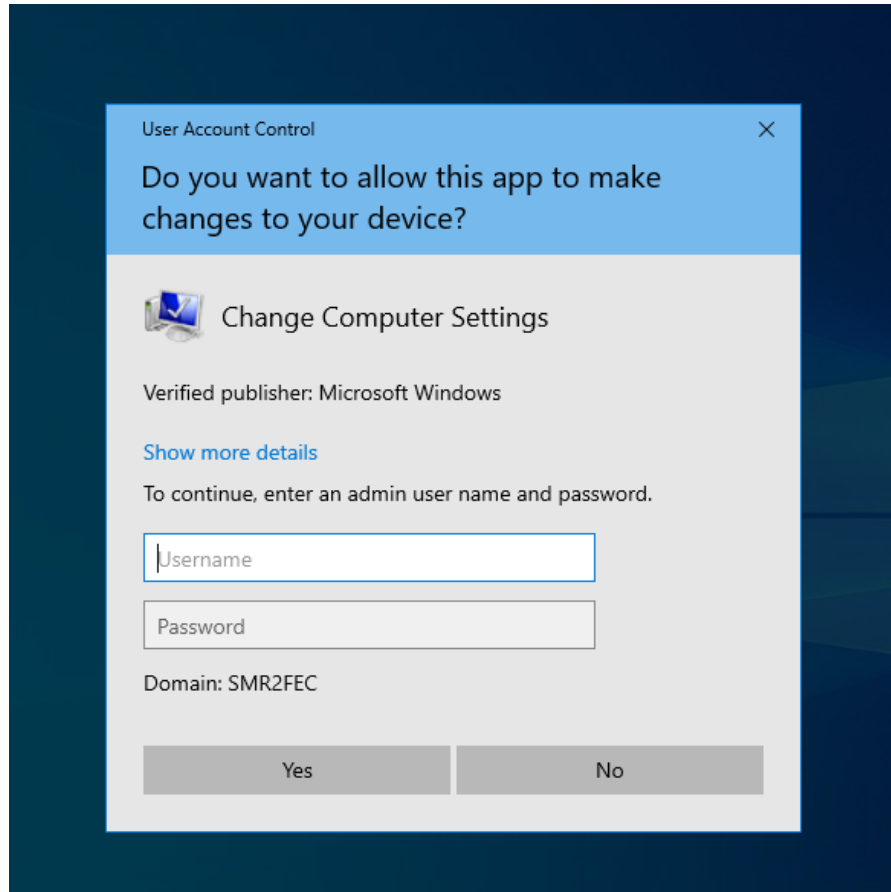 User Account Control
Do you want to allow this app to make
changes to your device?
Change Computer Settings
Verified publisher: Microsoft Windows
Show more details
To continue, enter an admin user name and password.
Username
Password
Domain: SMR2FEC
Yes
No